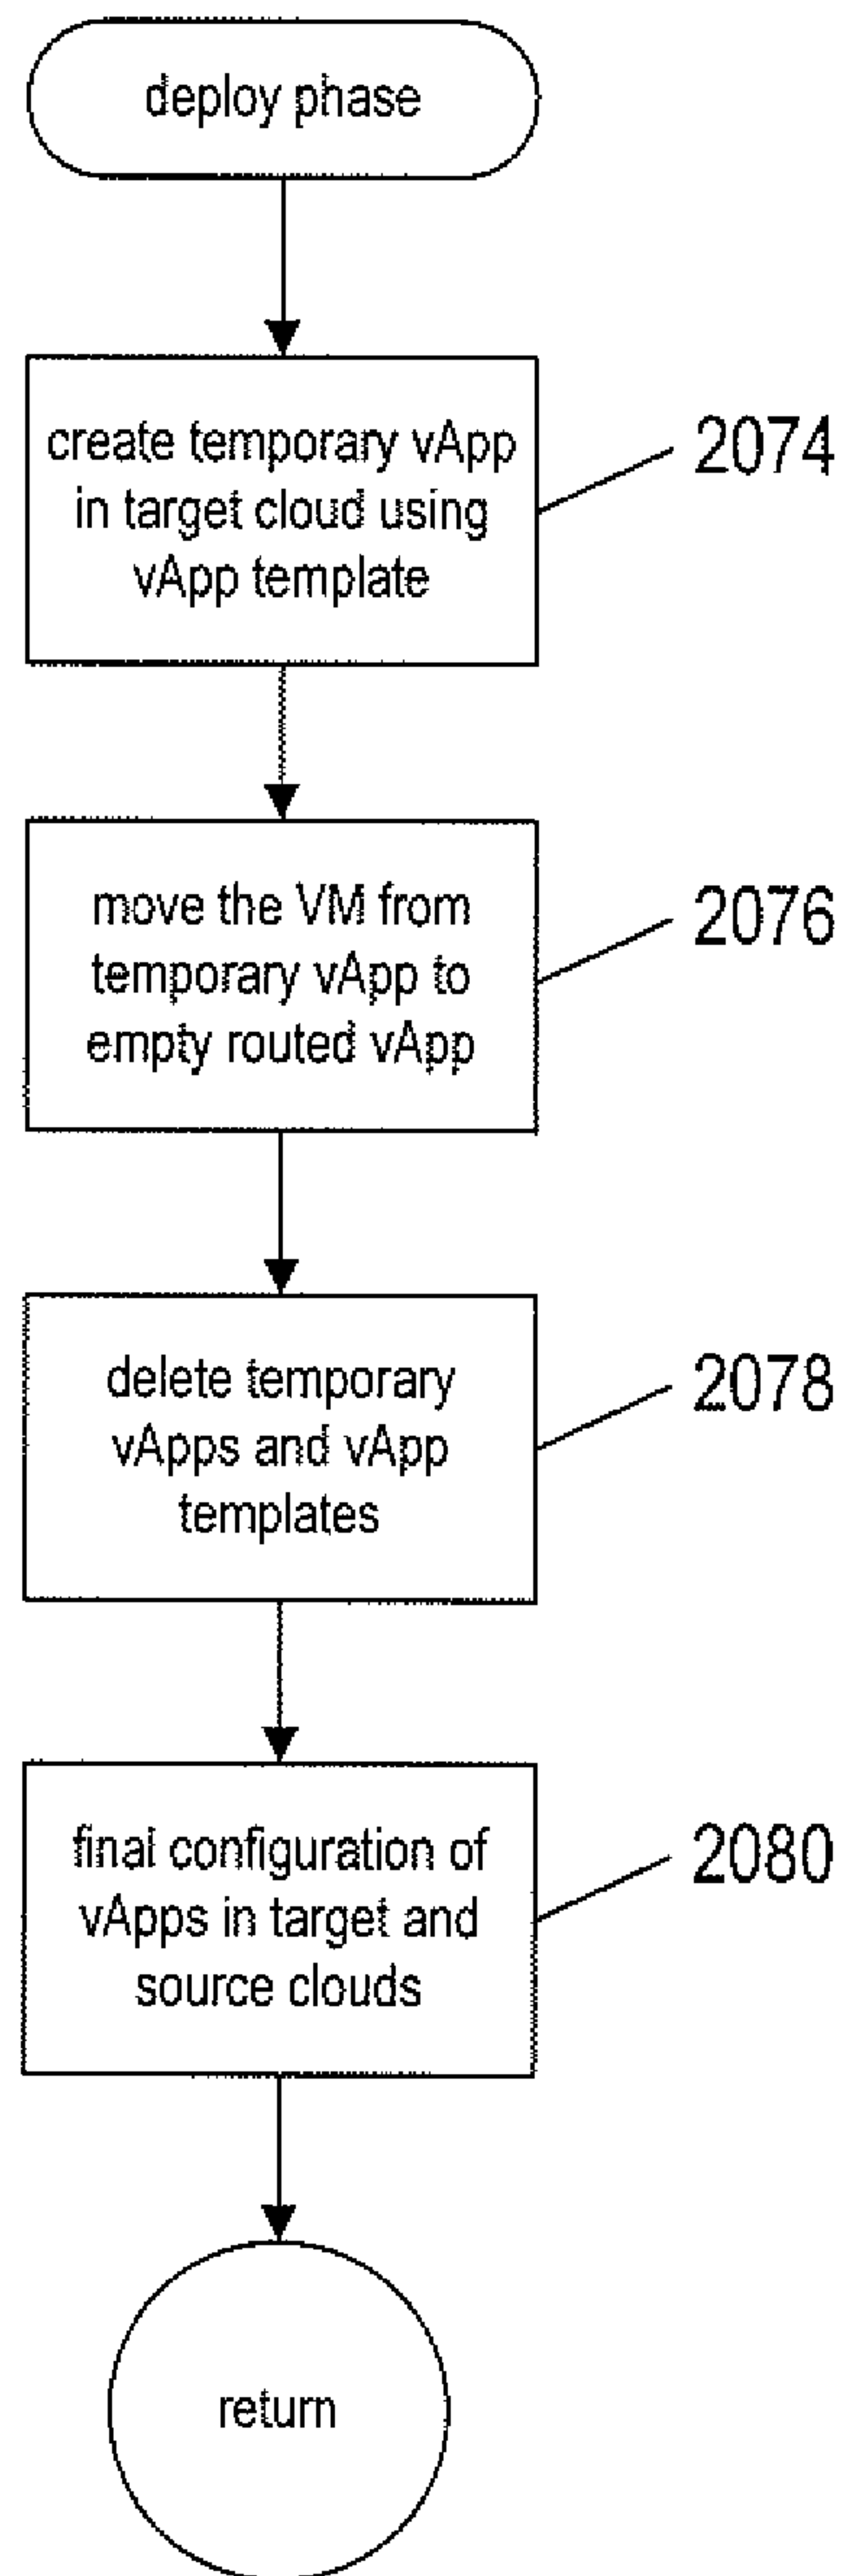 deploy phase
create temporary vApp
in target cloud using
vApp template
2074
move the VM from
temporary vApp to
empty routed vApp
2076
delete temporary
vApps and vApp
templates
2078
final configuration of
vApps in target and
source clouds
2080
return